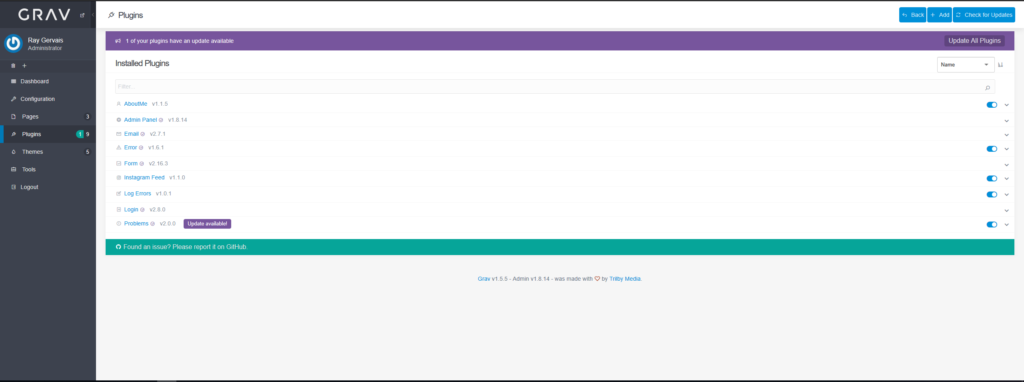 GRAV
Plugins
Back
Add
Check for Updates
Ray Gervais
Administrator
1 of your plugins have an update available
Update All Plugins
Installed Plugins
Name
Filter...
Dashboard
Configuration
Pages 3
Plugins 1 9
Themes 5
Tools
Logout
AboutMe v1.1.5
Admin Panel v1.8.14
Email v2.7.1
Error v1.6.1
Form v2.16.3
Instagram Feed v1.1.0
Log Errors v1.0.1
Login v2.8.0
Problems v2.0.0 Update available!
Found an issue? Please report it on GitHub.
Grav v1.5.5 - Admin v1.8.14 - was made with by Trilby Media.